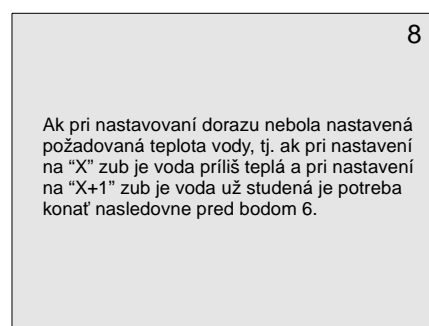 8
Ak pri nastavovaní dorazu nebola nastavená
požadovaná teplota vody, tj. ak pri nastavení
na “X” zub je voda príliš teplá a pri nastavení
na “X+1” zub je voda už studená je potreba
konať nasledovne pred bodom 6.